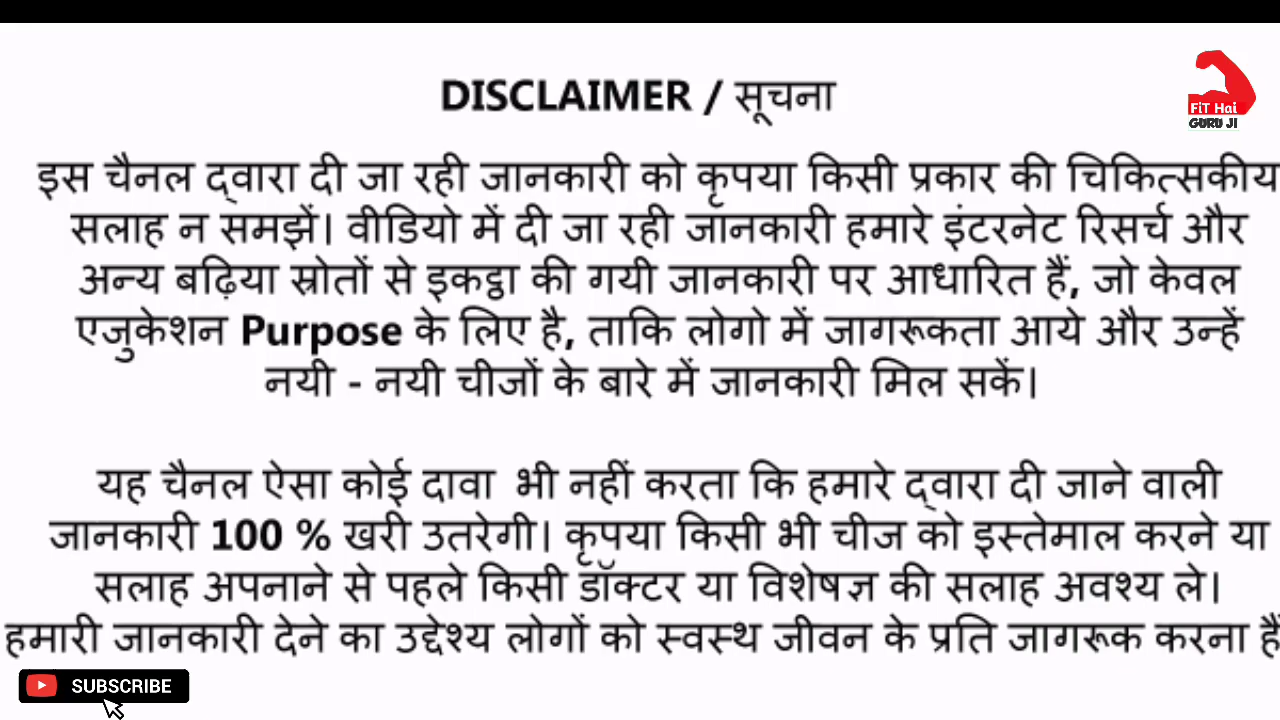 DISCLAIMER / सूचना
FiT Hai
GURU JI
इस चैनल द्वारा दी जा रही जानकारी को कृपया किसी प्रकार की चिकित्सकीय
सलाह न समझें। वीडियो में दी जा रही जानकारी हमारे इंटरनेट रिसर्च और
अन्य बढ़िया स्रोतों से इकट्ठा की गयी जानकारी पर आधारित हैं, जो केवल
एजुकेशन Purpose के लिए है, ताकि लोगो में जागरूकता आये और उन्हें
नयी - नयी चीजों के बारे में जानकारी मिल सकें।
यह चैनल ऐसा कोई दावा भी नहीं करता कि हमारे द्वारा दी जाने वाली
जानकारी 100 % खरी उतरेगी। कृपया किसी भी चीज को इस्तेमाल करने या
सलाह अपनाने से पहले किसी डॉक्टर या विशेषज्ञ की सलाह अवश्य ले।
हमारी जानकारी देने का उद्देश्य लोगों को स्वस्थ जीवन के प्रति जागरूक करना हैं
SUBSCRIBE